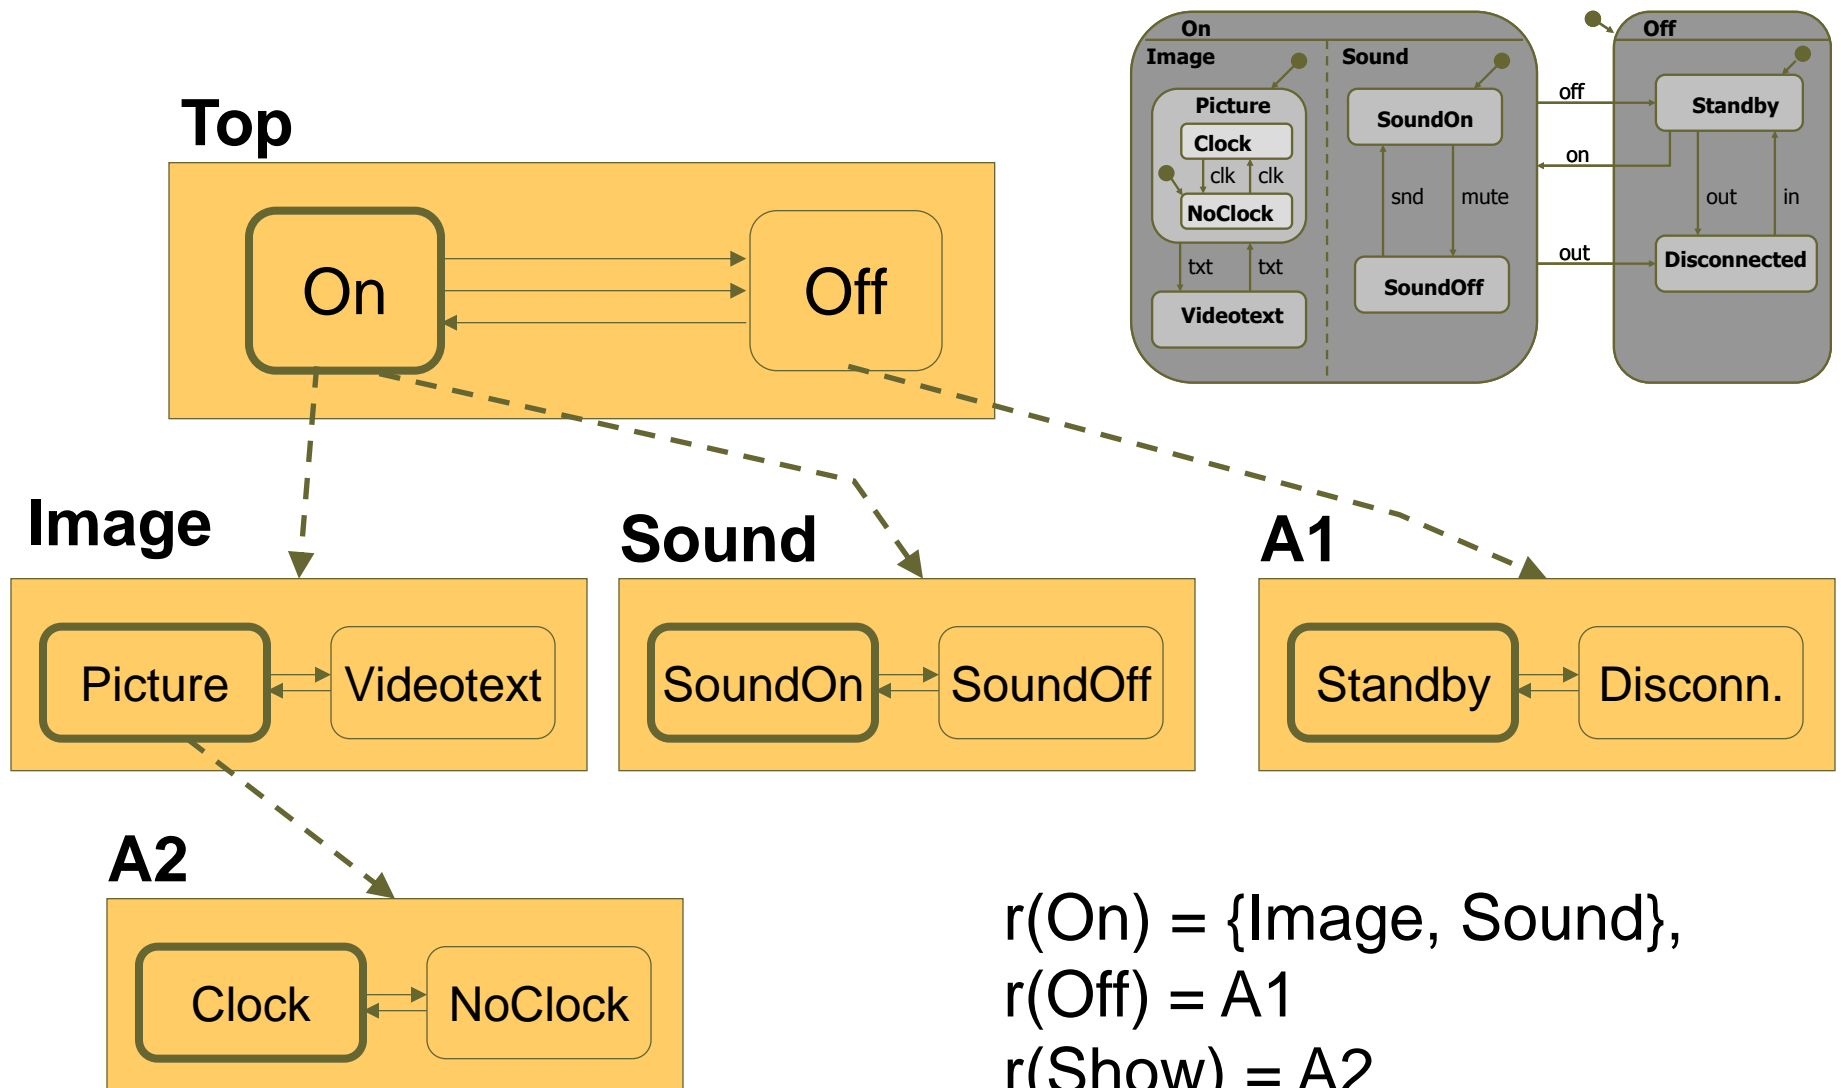 Top
On
Off
Image
Sound
A1
Picture
Videotext
SoundOn
SoundOff
Standby
Disconn.
A2
Clock
NoClock
r(On) = {Image, Sound},
r(Off) = A1
r(Show) = A2
On
Image
Sound
Picture
Clock
clk
clk
NoClock
txt
txt
Videotext
SoundOn
snd
mute
SoundOff
off
on
out
Off
Standby
out
in
Disconnected